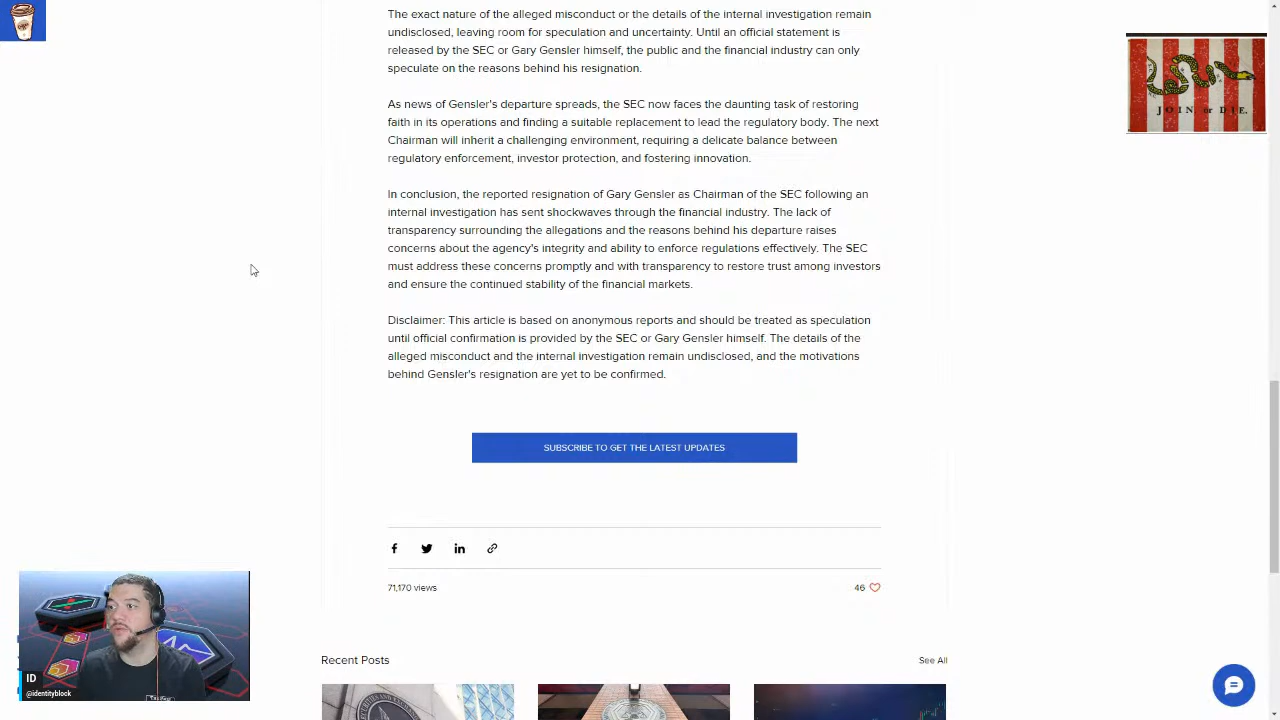 The exact nature of the alleged misconduct or the details of the internal investigation remain
undisclosed, leaving room for speculation and uncertainty. Until an official statement is
released by the SEC or Gary Gensler himself, the public and the financial industry can only
speculate on the reasons behind his resignation.
As news of Gensler's departure spreads, the SEC now faces the daunting task of restoring
faith in its operations and finding a suitable replacement to lead the regulatory body. The next
Chairman will inherit a challenging environment, requiring a delicate balance between
regulatory enforcement, investor protection, and fostering innovation.
In conclusion, the reported resignation of Gary Gensler as Chairman of the SEC following an
internal investigation has sent shockwaves through the financial industry. The lack of
transparency surrounding the allegations and the reasons behind his departure raises
concerns about the agency's integrity and ability to enforce regulations effectively. The SEC
must address these concerns promptly and with transparency to restore trust among investors
and ensure the continued stability of the financial markets.
Disclaimer: This article is based on anonymous reports and should be treated as speculation
until official confirmation is provided by the SEC or Gary Gensler himself. The details of the
alleged misconduct and the internal investigation remain undisclosed, and the motivations
behind Gensler's resignation are yet to be confirmed.
SUBSCRIBE TO GET THE LATEST UPDATES
71,170 views
46
Recent Posts
See All
JOIN or DIE.
ID
@identityblock